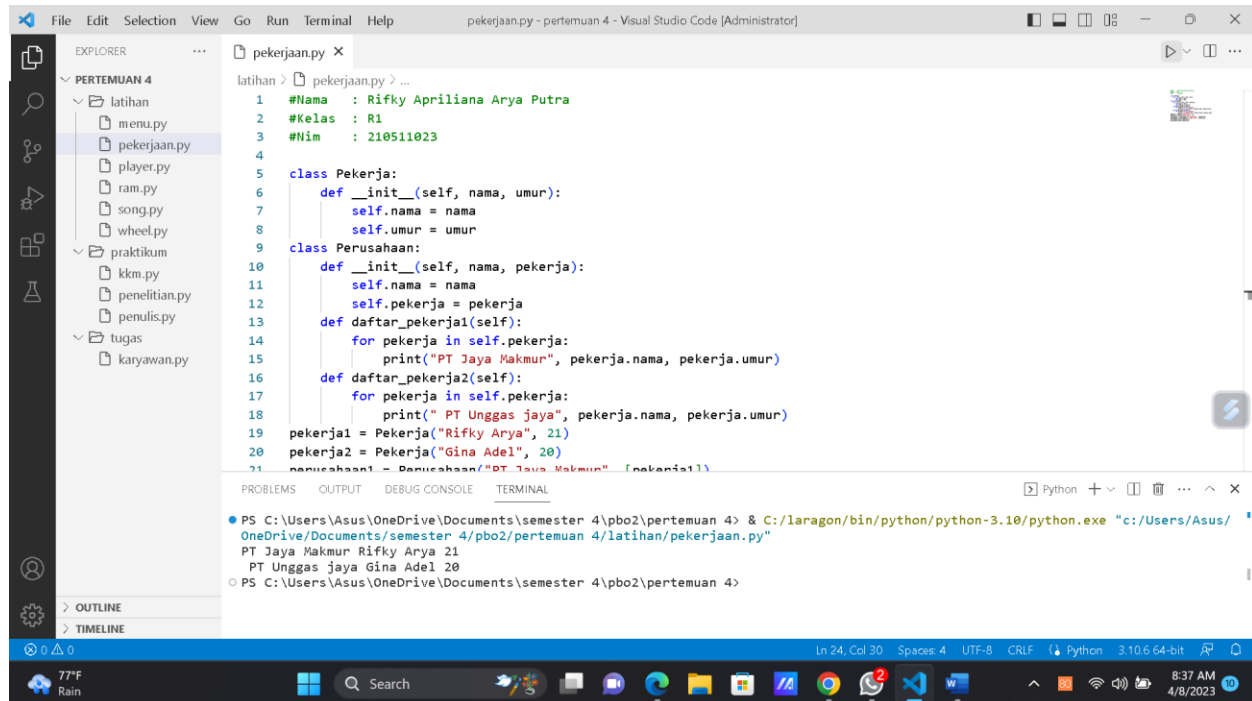 File Edit Selection View Go Run Terminal Help pekerjaan.py - pertemuan 4 - Visual Studio Code [Administrator]
EXPLORER
PERTEMUAN 4
latihan
menu.py
pekerjaan.py
player.py
ram.py
song.py
wheel.py
praktikum
kkm.py
penelitian.py
penulis.py
tugas
karyawan.py
OUTLINE
TIMELINE
pekerjaan.py
latihan > pekerjaan.py > ...
1 #Nama : Rifky Apriliana Arya Putra
2 #Kelas : R1
3 #Nim : 210511023
4
5 class Pekerja:
6 def __init__(self, nama, umur):
7 self.nama = nama
8 self.umur = umur
9 class Perusahaan:
10 def __init__(self, nama, pekerja):
11 self.nama = nama
12 self.pekerja = pekerja
13 def daftar_pekerja1(self):
14 for pekerja in self.pekerja:
15 print("PT Jaya Makmur", pekerja.nama, pekerja.umur)
16 def daftar_pekerja2(self):
17 for pekerja in self.pekerja:
18 print(" PT Unggas jaya", pekerja.nama, pekerja.umur)
19 pekerja1 = Pekerja("Rifky Arya", 21)
20 pekerja2 = Pekerja("Gina Adel", 20)
21 perusahaan1 = Perusahaan("PT Jaya Makmur", [pekerja1])
PROBLEMS OUTPUT DEBUG CONSOLE TERMINAL
Python
PS C:\Users\Asus\OneDrive\Documents\semester 4\pbo2\pertemuan 4> & C:/laragon/bin/python/python-3.10/python.exe "c:/Users/Asus/
OneDrive/Documents/semester 4/pbo2/pertemuan 4/latihan/pekerjaan.py"
PT Jaya Makmur Rifky Arya 21
PT Unggas jaya Gina Adel 20
PS C:\Users\Asus\OneDrive\Documents\semester 4\pbo2\pertemuan 4>
0 0
Ln 24, Col 30 Spaces: 4 UTF-8 CRLF Python 3.10.6 64-bit
77°F
Rain
Search
2
80
8:37 AM
4/8/2023
10